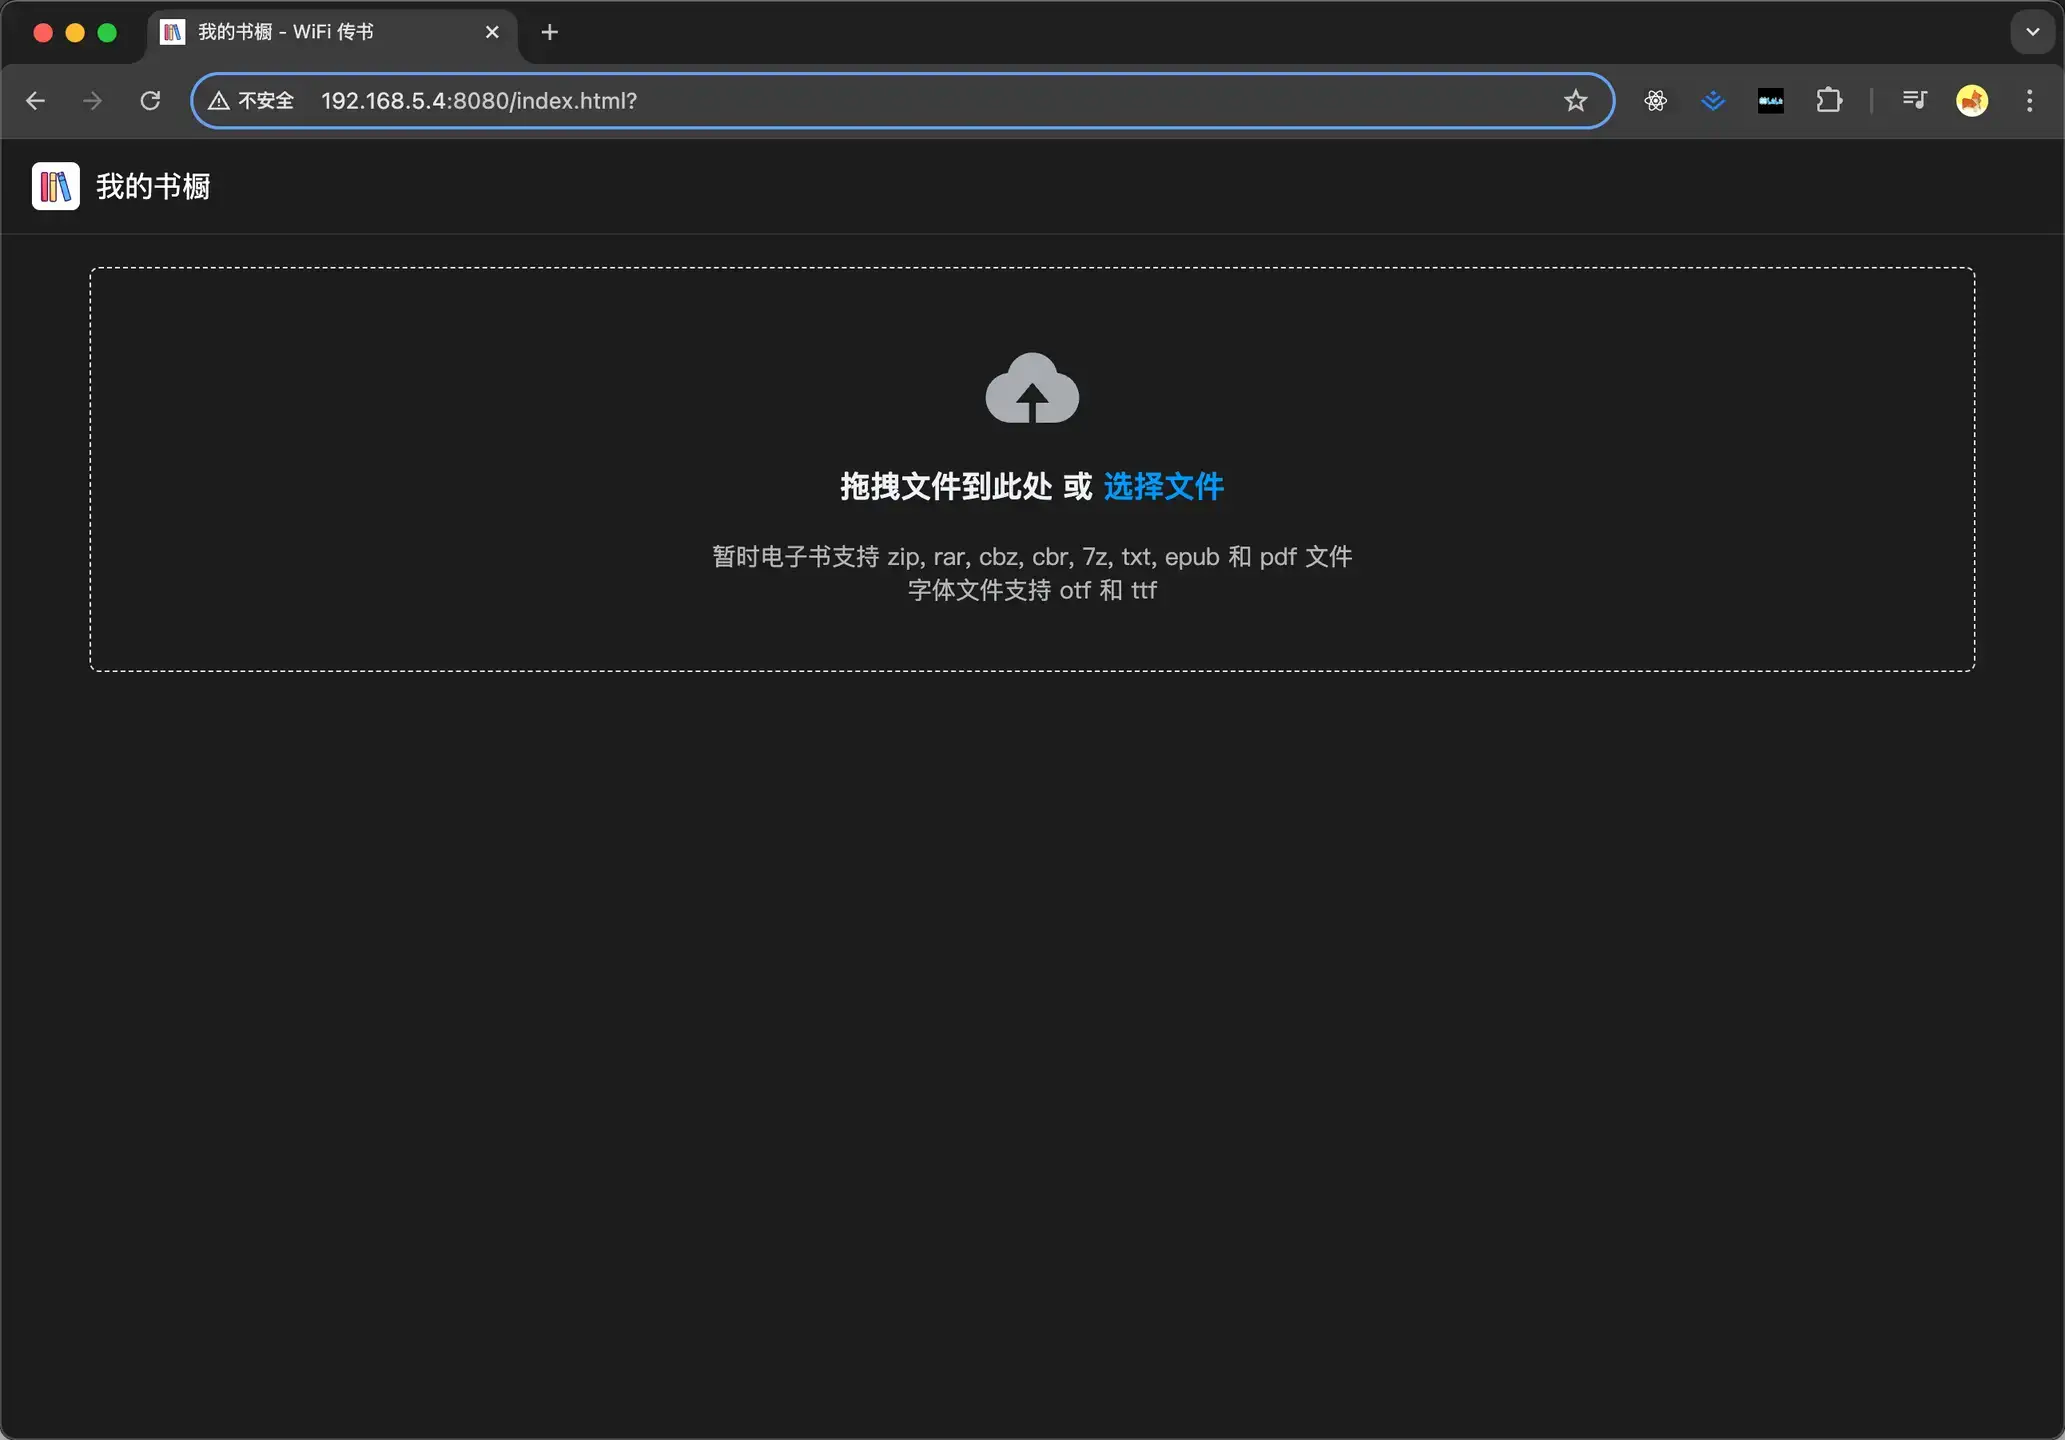 我的书橱 - WiFi 传书
不安全 192.168.5.4:8080/index.html?
我的书橱
拖拽文件到此处 或 选择文件
暂时电子书支持 zip, rar, cbz, cbr, 7z, txt, epub 和 pdf 文件
字体文件支持 otf 和 ttf